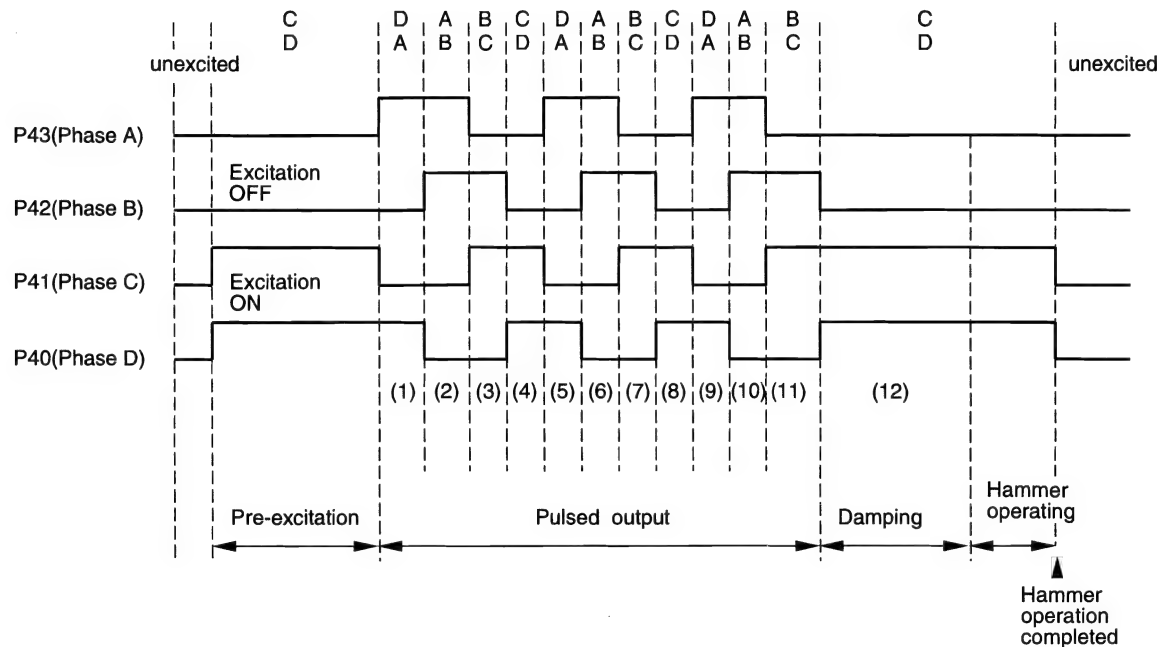 C D A B C D A B C D A B C
D A B C D A B C D A B C D
unexcited
unexcited
P43(Phase A)
Excitation
OFF
P42(Phase B)
P41(Phase C)
Excitation
ON
P40(Phase D)
(1) (2) (3) (4) (5) (6) (7) (8) (9) (10) (11) (12)
Pre-excitation
Pulsed output
Damping
Hammer
operating
Hammer
operation
completed